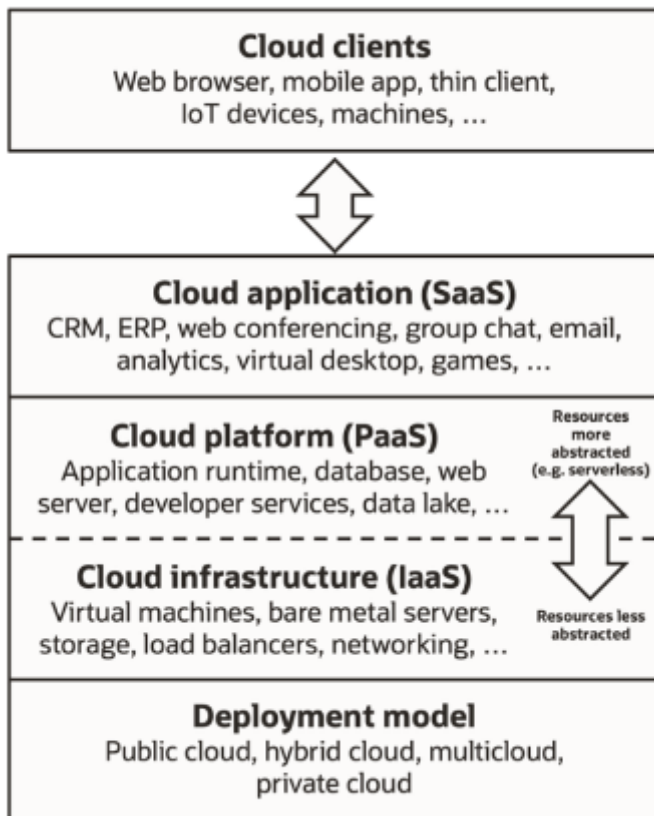 Cloud clients
Web browser, mobile app, thin client,
IoT devices, machines, …
Cloud application (SaaS)
CRM, ERP, web conferencing, group chat, email,
analytics, virtual desktop, games, …
Cloud platform (PaaS)
Application runtime, database, web
server, developer services, data lake, …
Resources
more
abstracted
(e.g. serverless)
Cloud infrastructure (IaaS)
Virtual machines, bare metal servers,
storage, load balancers, networking, …
Resources less
abstracted
Deployment model
Public cloud, hybrid cloud, multicloud,
private cloud